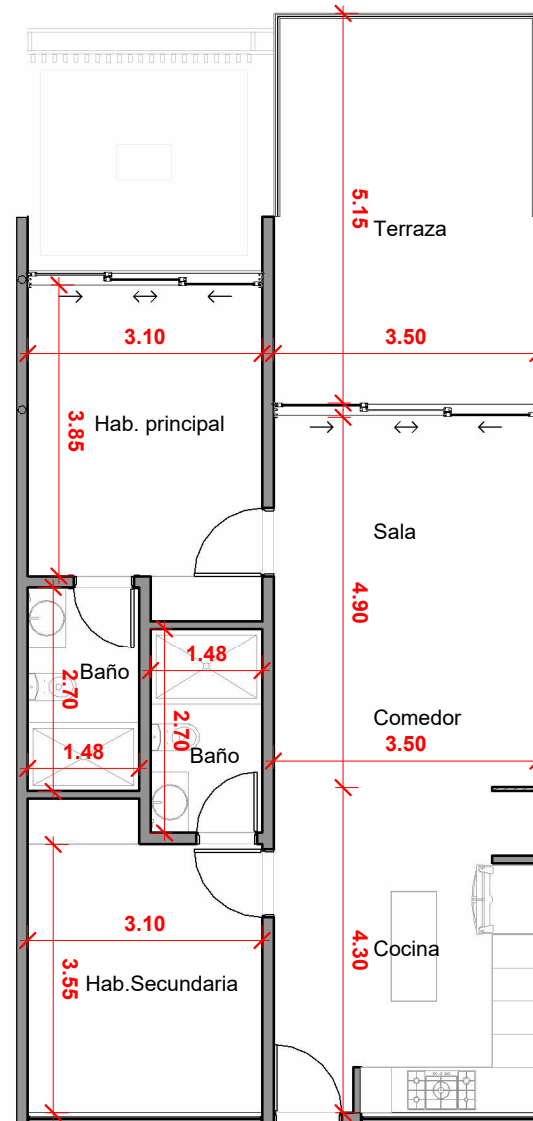 5.15
Terraza
3.10
3.50
3.85
Hab. principal
Sala
4.90
1.48
Baño
2.70
2.70
Comedor
3.50
1.48
Baño
3.10
4.30
Cocina
3.55
Hab.Secundaria